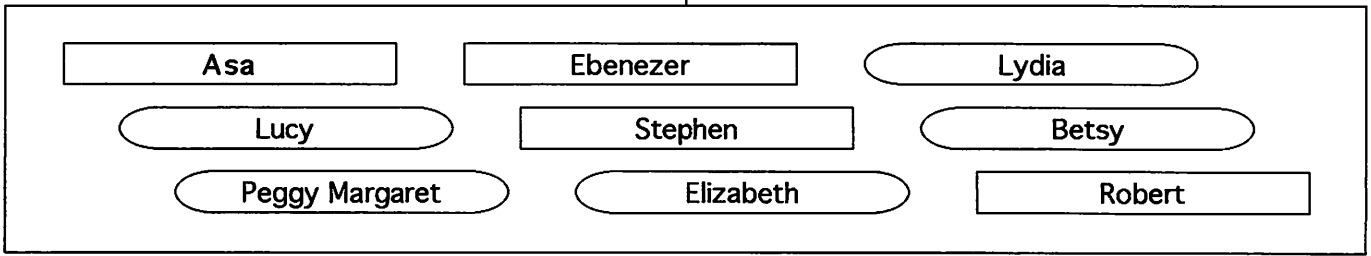 Asa Ebenezer Lydia
Lucy Stephen Betsy
Peggy Margaret Elizabeth Robert